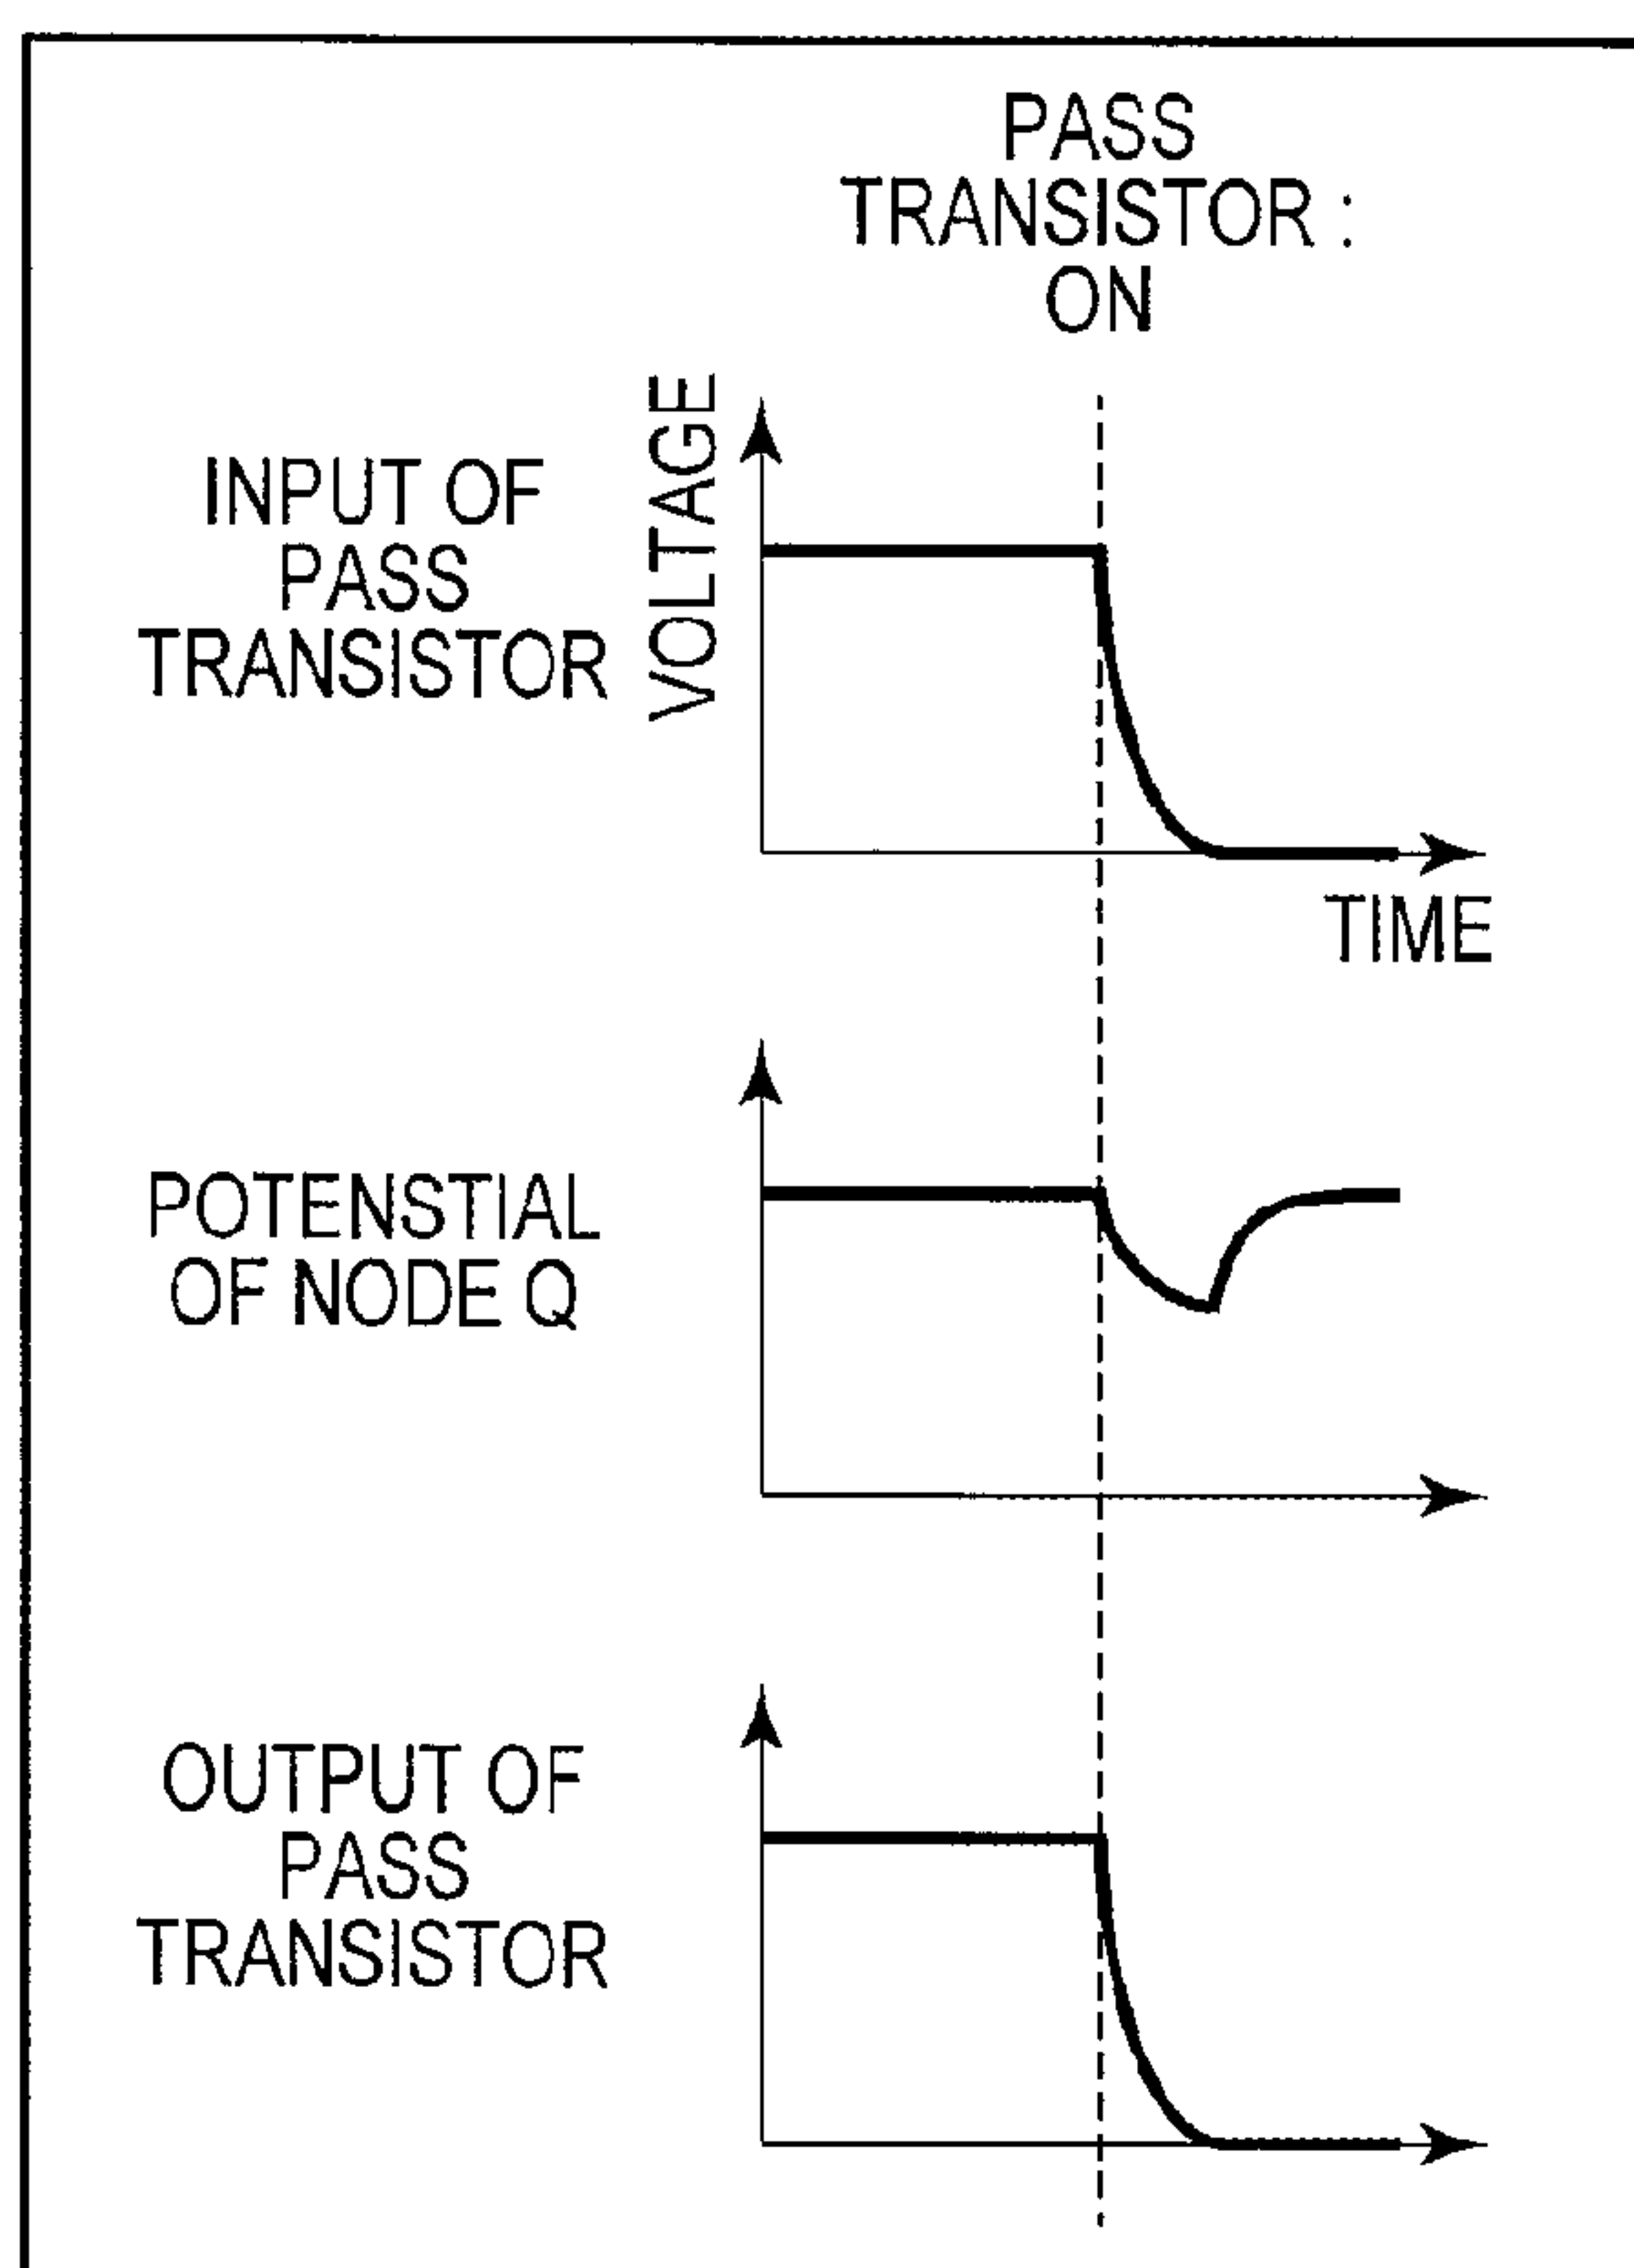 PASS
TRANSISTOR :
ON
VOLTAGE
INPUT OF
PASS
TRANSISTOR
TIME
POTENSTIAL
OF NODE Q
OUTPUT OF
PASS
TRANSISTOR